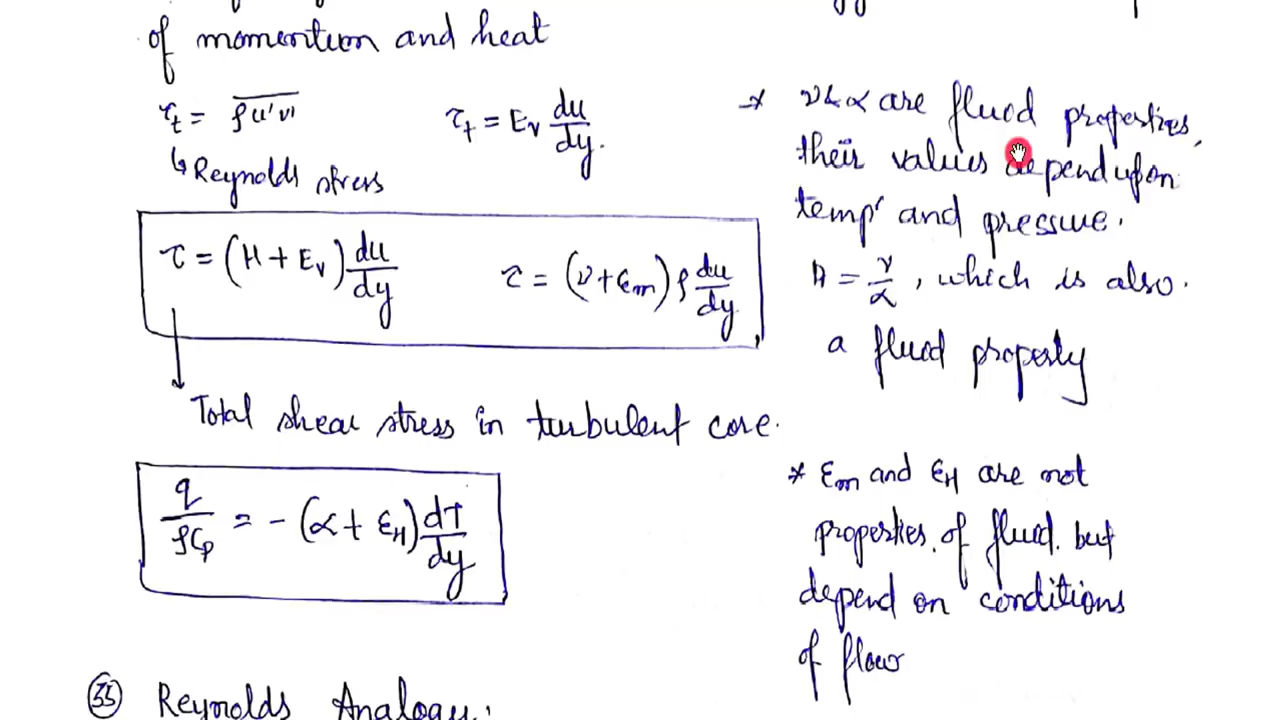 of momentum and heat
τt = ρu'v' τt = Ev du/dy.
↳ Reynolds stress
τ = (μ + Ev) du/dy τ = (ν + Em) ρ du/dy
Total shear stress in turbulent core.
q/ρCp = - (α + εH) dT/dy
* ν & α are fluid properties,
their values depend upon
temp' and pressure.
A = ν/α, which is also
a fluid property
* εm and εH are not
properties of fluid but
depend on conditions
of flow
35 Reynolds Analogy: